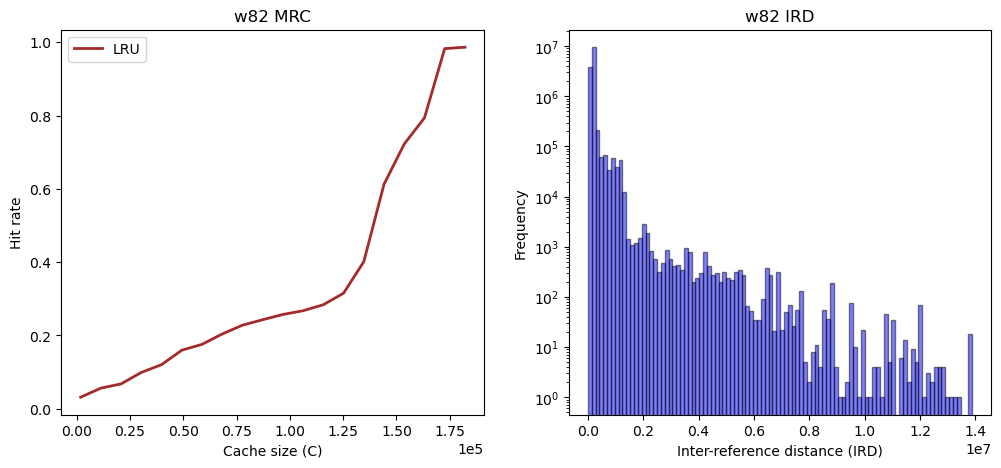 w82 MRC
LRU
Hit rate
1.0
0.8
0.6
0.4
0.2
0.0
0.00 0.25 0.50 0.75 1.00 1.25 1.50 1.75
1e5
Cache size (C)
w82 IRD
Frequency
10^7
10^6
10^5
10^4
10^3
10^2
10^1
10^0
0.0 0.2 0.4 0.6 0.8 1.0 1.2 1.4
1e7
Inter-reference distance (IRD)